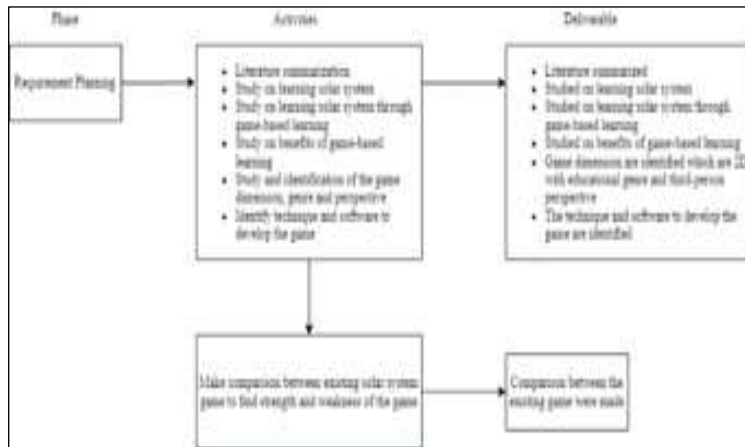 Phase
Activities
Deliverable
Requirement Planning
Literature summarization
Study on learning solar system
Study on learning solar system through
game-based learning
Study on benefits of game-based
learning
Study and identification of the game
dimension, genre and perspective
Identify technique and software to
develop the game
Literature summarized
Studied on learning solar system
Studied on learning solar system through
game-based learning
Studied on benefits of game-based learning
Game dimension are identified which are 2D
with educational genre and third-person
perspective
The technique and software to develop the
game are identified
Make comparison between existing solar system
game to find strength and weakness of the game
Comparison between the
existing game were made